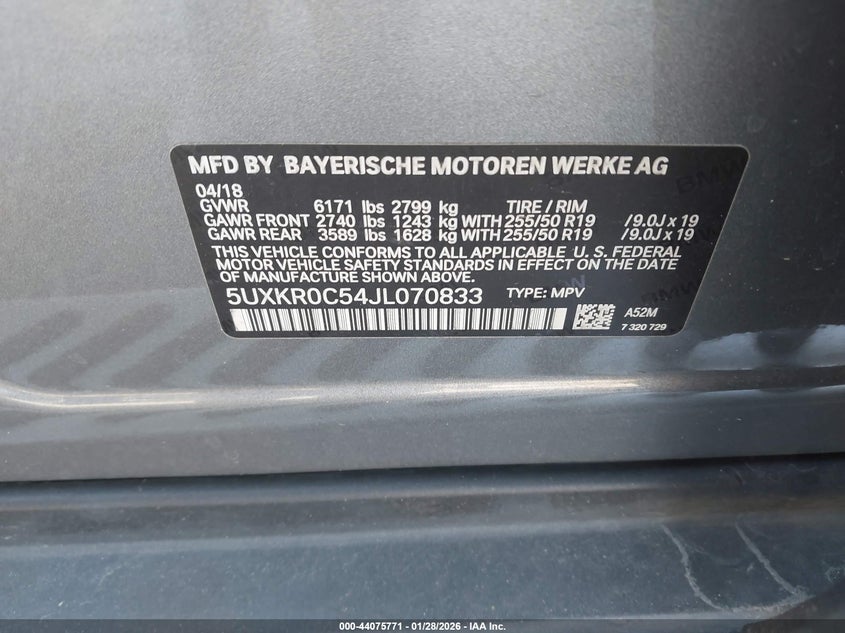 MFD BY BAYERISCHE MOTOREN WERKE AG
04/18
GVWR 6171 lbs 2799 kg TIRE / RIM
GAWR FRONT 2740 lbs 1243 kg WITH 255/50 R19 /9.0J x 19
GAWR REAR 3589 lbs 1628 kg WITH 255/50 R19 /9.0J x 19
THIS VEHICLE CONFORMS TO ALL APPLICABLE U. S. FEDERAL
MOTOR VEHICLE SAFETY STANDARDS IN EFFECT ON THE DATE
OF MANUFACTURE SHOWN ABOVE.
5UXKR0C54JL070833 TYPE: MPV
A52M
7 320 729
000-44075771 | 01/28/2026 - IAA Inc.